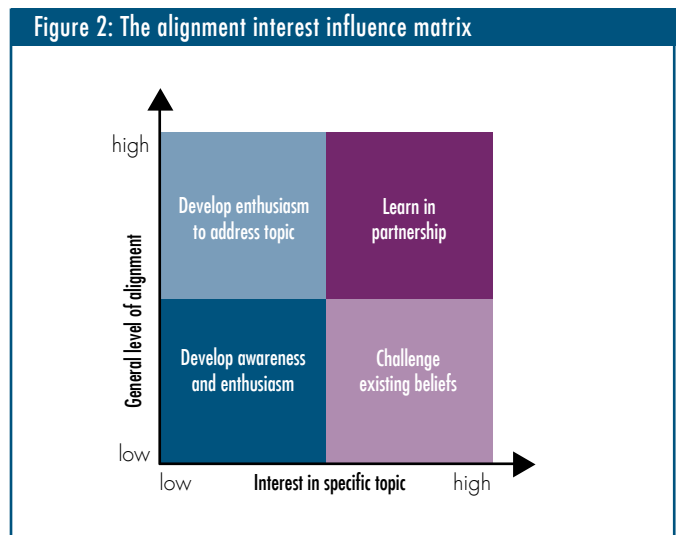 Figure 2: The alignment interest influence matrix
high
Develop enthusiasm
to address topic
Learn in
partnership
General level of alignment
Develop awareness
and enthusiasm
Challenge
existing beliefs
low
low
Interest in specific topic
high